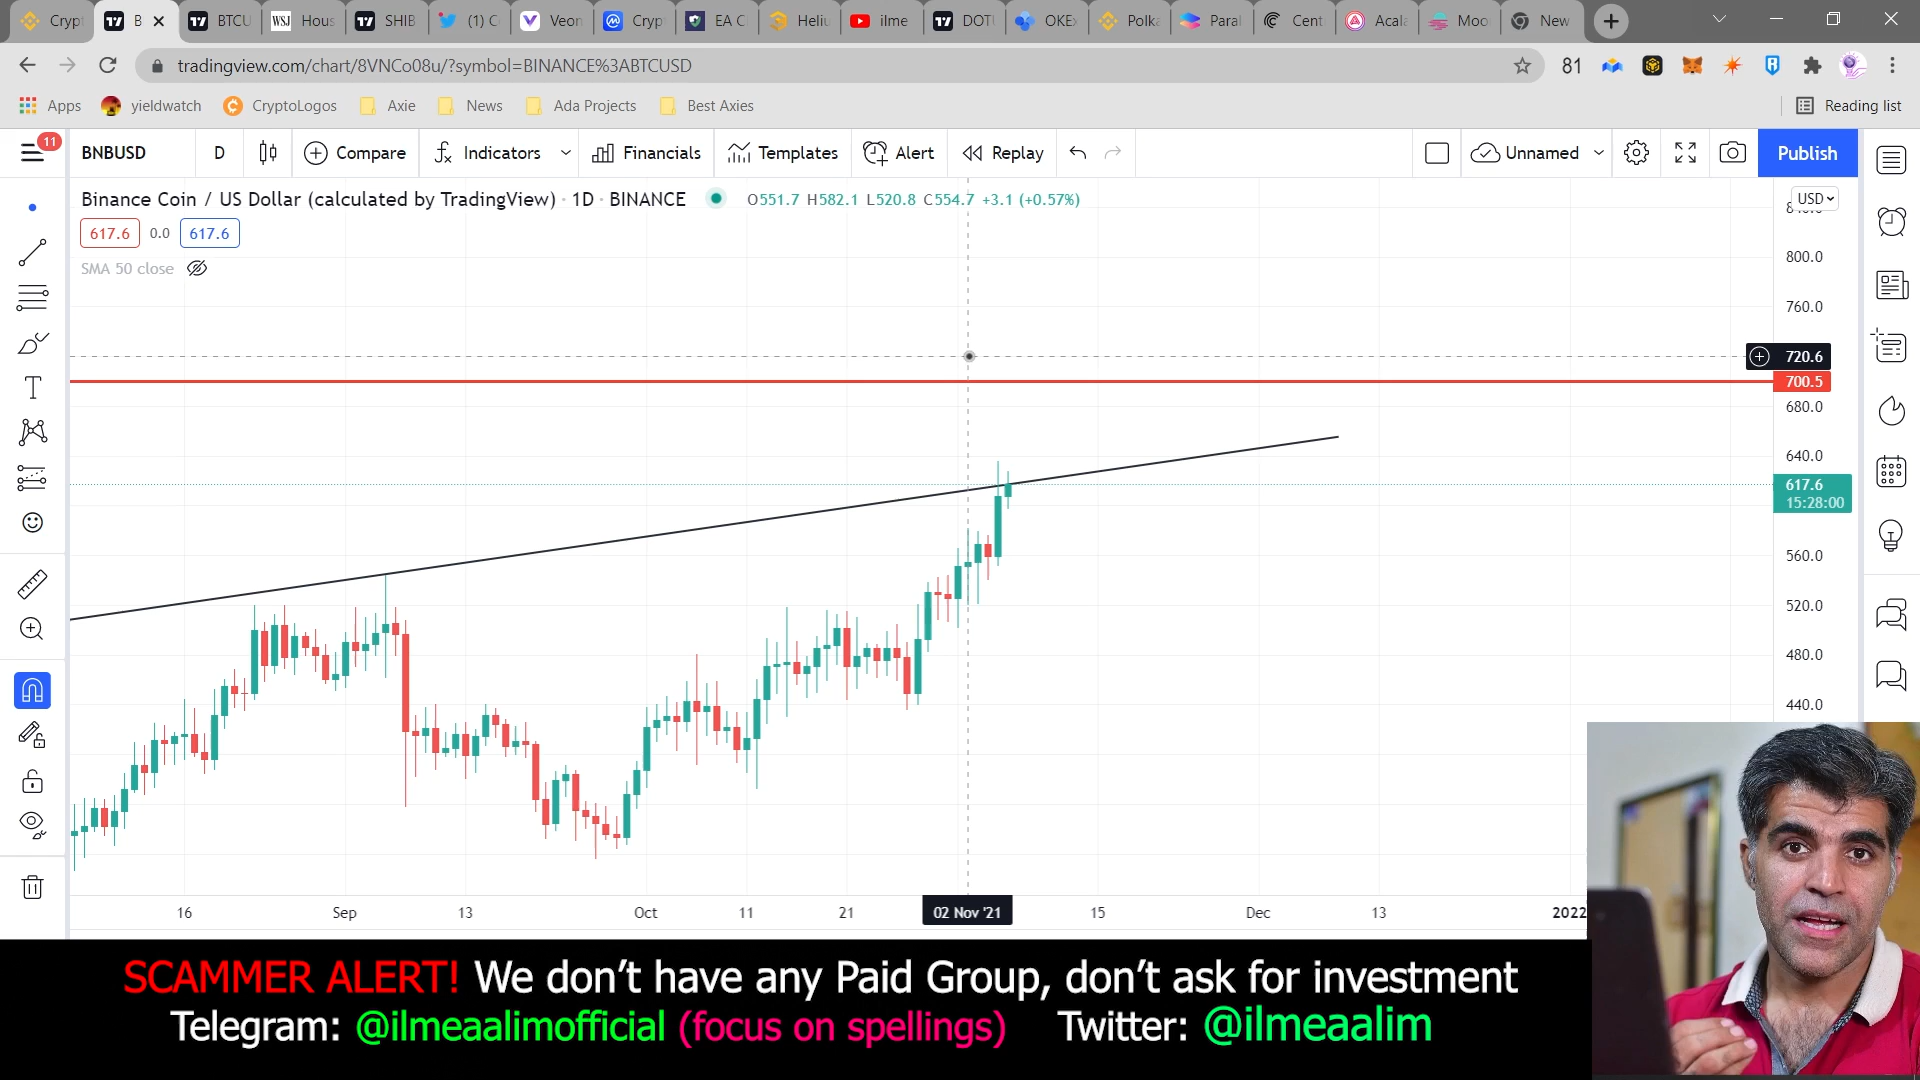 Cryp
B
BTCU
WSJ Hous
SHIB
(1) C
Veon
Cryp
EA C
Heliu
ilme
DOTU
OKEx
Polka
Paral
Cent
Acala
Moo
New
tradingview.com/chart/8VNCo08u/?symbol=BINANCE%3ABTCUSD
81
Apps yieldwatch CryptoLogos Axie News Ada Projects Best Axies Reading list
11
BNBUSD D Compare Indicators Financials Templates Alert Replay Unnamed Publish
Binance Coin / US Dollar (calculated by TradingView) · 1D · BINANCE O551.7 H582.1 L520.8 C554.7 +3.1 (+0.57%)
USD
617.6 0.0 617.6
SMA 50 close
800.0
760.0
720.6
700.5
680.0
640.0
617.6
15:28:00
560.0
520.0
480.0
440.0
16 Sep 13 Oct 11 21 02 Nov '21 15 Dec 13 2022
SCAMMER ALERT! We don't have any Paid Group, don't ask for investment
Telegram: @ilmeaalimofficial (focus on spellings) Twitter: @ilmeaalim